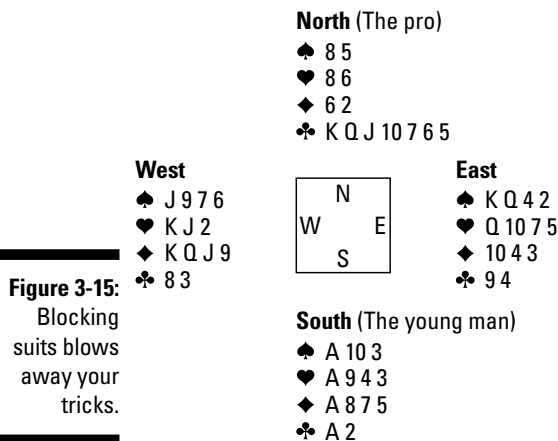 North (The pro)
♠ 8 5
♥ 8 6
♦ 6 2
♣ K Q J 10 7 6 5
West
♠ J 9 7 6
♥ K J 2
♦ K Q J 9
♣ 8 3
N
W E
S
East
♠ K Q 4 2
♥ Q 10 7 5
♦ 10 4 3
♣ 9 4
South (The young man)
♠ A 10 3
♥ A 9 4 3
♦ A 8 7 5
♣ A 2
Figure 3-15:
Blocking
suits blows
away your
tricks.